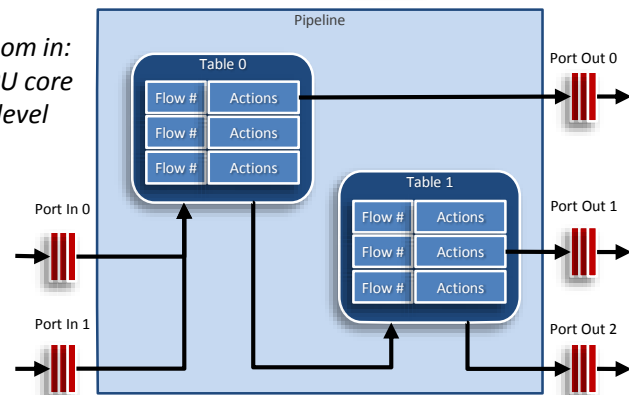 Pipeline
om in:
U core
level
Table 0
Flow # Actions
Flow # Actions
Flow # Actions
Port Out 0
Table 1
Flow # Actions
Flow # Actions
Flow # Actions
Port In 0
Port Out 1
Port In 1
Port Out 2